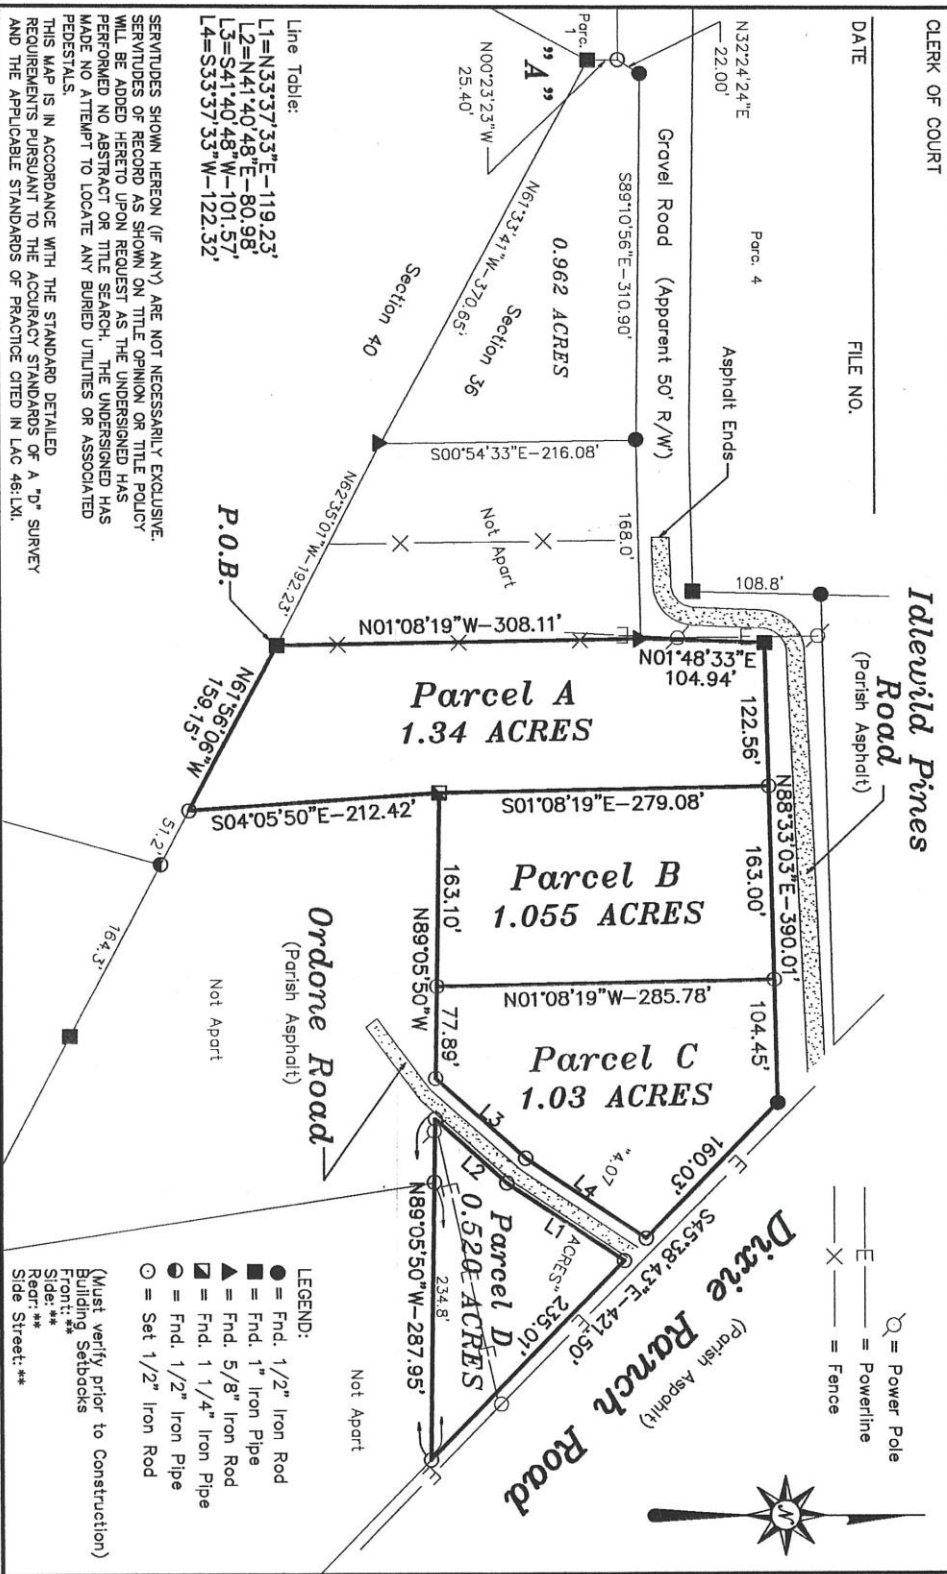 CLERK OF COURT
DATE
FILE NO.
Idlewild Pines
Road
(Parish Asphalt)
= Power Pole
E = Powerline
X = Fence
N
N32°24'24"E
22.00'
Parc. 4
Asphalt Ends
108.8'
Gravel Road (Apparent 50' R/W)
S89°10'56"E-310.90'
168.0'
Parc.
1
"A"
N00°23'23"W
25.40'
0.962 ACRES
N61°33'41"W-370.65'
Section 36
Section 40
S00°54'33"E-216.08'
Not Apart
N62°35'01"W-192.23'
P.O.B.
N01°08'19"W-308.11'
N01°48'33"E
104.94'
122.56'
N88°33'03"E-390.01'
163.00'
104.45'
160.03'
S45°38'43"E-421.50'
235.01'
Dixie Ranch Road
(Parish Asphalt)
Parcel A
1.34 ACRES
Parcel B
1.055 ACRES
Parcel C
1.03 ACRES
Parcel D
0.520 ACRES
"4.07
ACRES"
S01°08'19"E-279.08'
N01°08'19"W-285.78'
S04°05'50"E-212.42'
N61°56'06"W
159.15'
51.2'
164.3'
163.10'
N89°05'50"W
77.89'
L3
L4
L2
L1
234.8'
N89°05'50"W-287.95'
Ordone Road
(Parish Asphalt)
Not Apart
Not Apart
E
E
E
E
E
Line Table:
L1=N33°37'33"E-119.23'
L2=N41°40'48"E-80.98'
L3=S41°40'48"W-101.57'
L4=S33°37'33"W-122.32'
SERVITUDES SHOWN HEREON (IF ANY) ARE NOT NECESSARILY EXCLUSIVE.
SERVITUDES OF RECORD AS SHOWN ON TITLE OPINION OR TITLE POLICY
WILL BE ADDED HERETO UPON REQUEST AS THE UNDERSIGNED HAS
PERFORMED NO ABSTRACT OR TITLE SEARCH. THE UNDERSIGNED HAS
MADE NO ATTEMPT TO LOCATE ANY BURIED UTILITIES OR ASSOCIATED
PEDESTALS.
THIS MAP IS IN ACCORDANCE WITH THE STANDARD DETAILED
REQUIREMENTS PURSUANT TO THE ACCURACY STANDARDS OF A "D" SURVEY
AND THE APPLICABLE STANDARDS OF PRACTICE CITED IN LAC 46:LXI.
LEGEND:
= Fnd. 1/2" Iron Rod
= Fnd. 1" Iron Pipe
= Fnd. 5/8" Iron Rod
= Fnd. 1 1/4" Iron Pipe
= Fnd. 1/2" Iron Pipe
= Set 1/2" Iron Rod
(Must verify prior to Construction)
Building Setbacks
Front: **
Side: **
Rear: **
Side Street: **